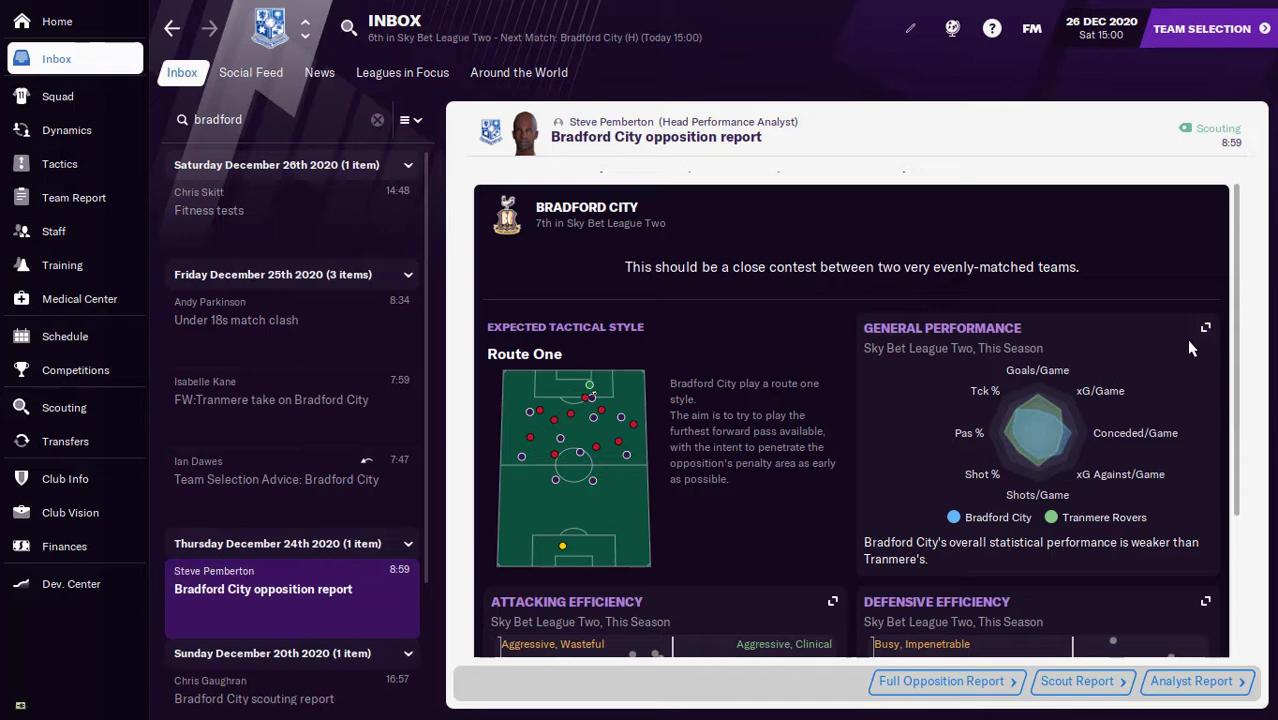 Home
Inbox
Squad
Dynamics
Tactics
Team Report
Staff
Training
Medical Center
Schedule
Competitions
Scouting
Transfers
Club Info
Club Vision
Finances
Dev. Center
INBOX
6th in Sky Bet League Two - Next Match: Bradford City (H) (Today 15:00)
FM
26 DEC 2020
Sat 15:00
TEAM SELECTION
Inbox
Social Feed
News
Leagues in Focus
Around the World
bradford
Saturday December 26th 2020 (1 item)
Chris Skitt
14:48
Fitness tests
Friday December 25th 2020 (3 items)
Andy Parkinson
8:34
Under 18s match clash
Isabelle Kane
7:59
FW:Tranmere take on Bradford City
Ian Dawes
7:47
Team Selection Advice: Bradford City
Thursday December 24th 2020 (1 item)
Steve Pemberton
8:59
Bradford City opposition report
Sunday December 20th 2020 (1 item)
Chris Gaughran
16:57
Bradford City scouting report
Steve Pemberton (Head Performance Analyst)
Bradford City opposition report
Scouting
8:59
BRADFORD CITY
7th in Sky Bet League Two
This should be a close contest between two very evenly-matched teams.
EXPECTED TACTICAL STYLE
Route One
Bradford City play a route one
style.
The aim is to try to play the
furthest forward pass available,
with the intent to penetrate the
opposition's penalty area as early
as possible.
GENERAL PERFORMANCE
Sky Bet League Two, This Season
Goals/Game
Tck %
xG/Game
Pas %
Conceded/Game
Shot %
xG Against/Game
Shots/Game
Bradford City
Tranmere Rovers
Bradford City's overall statistical performance is weaker than
Tranmere's.
ATTACKING EFFICIENCY
Sky Bet League Two, This Season
Aggressive, Wasteful
Aggressive, Clinical
DEFENSIVE EFFICIENCY
Sky Bet League Two, This Season
Busy, Impenetrable
Full Opposition Report
Scout Report
Analyst Report